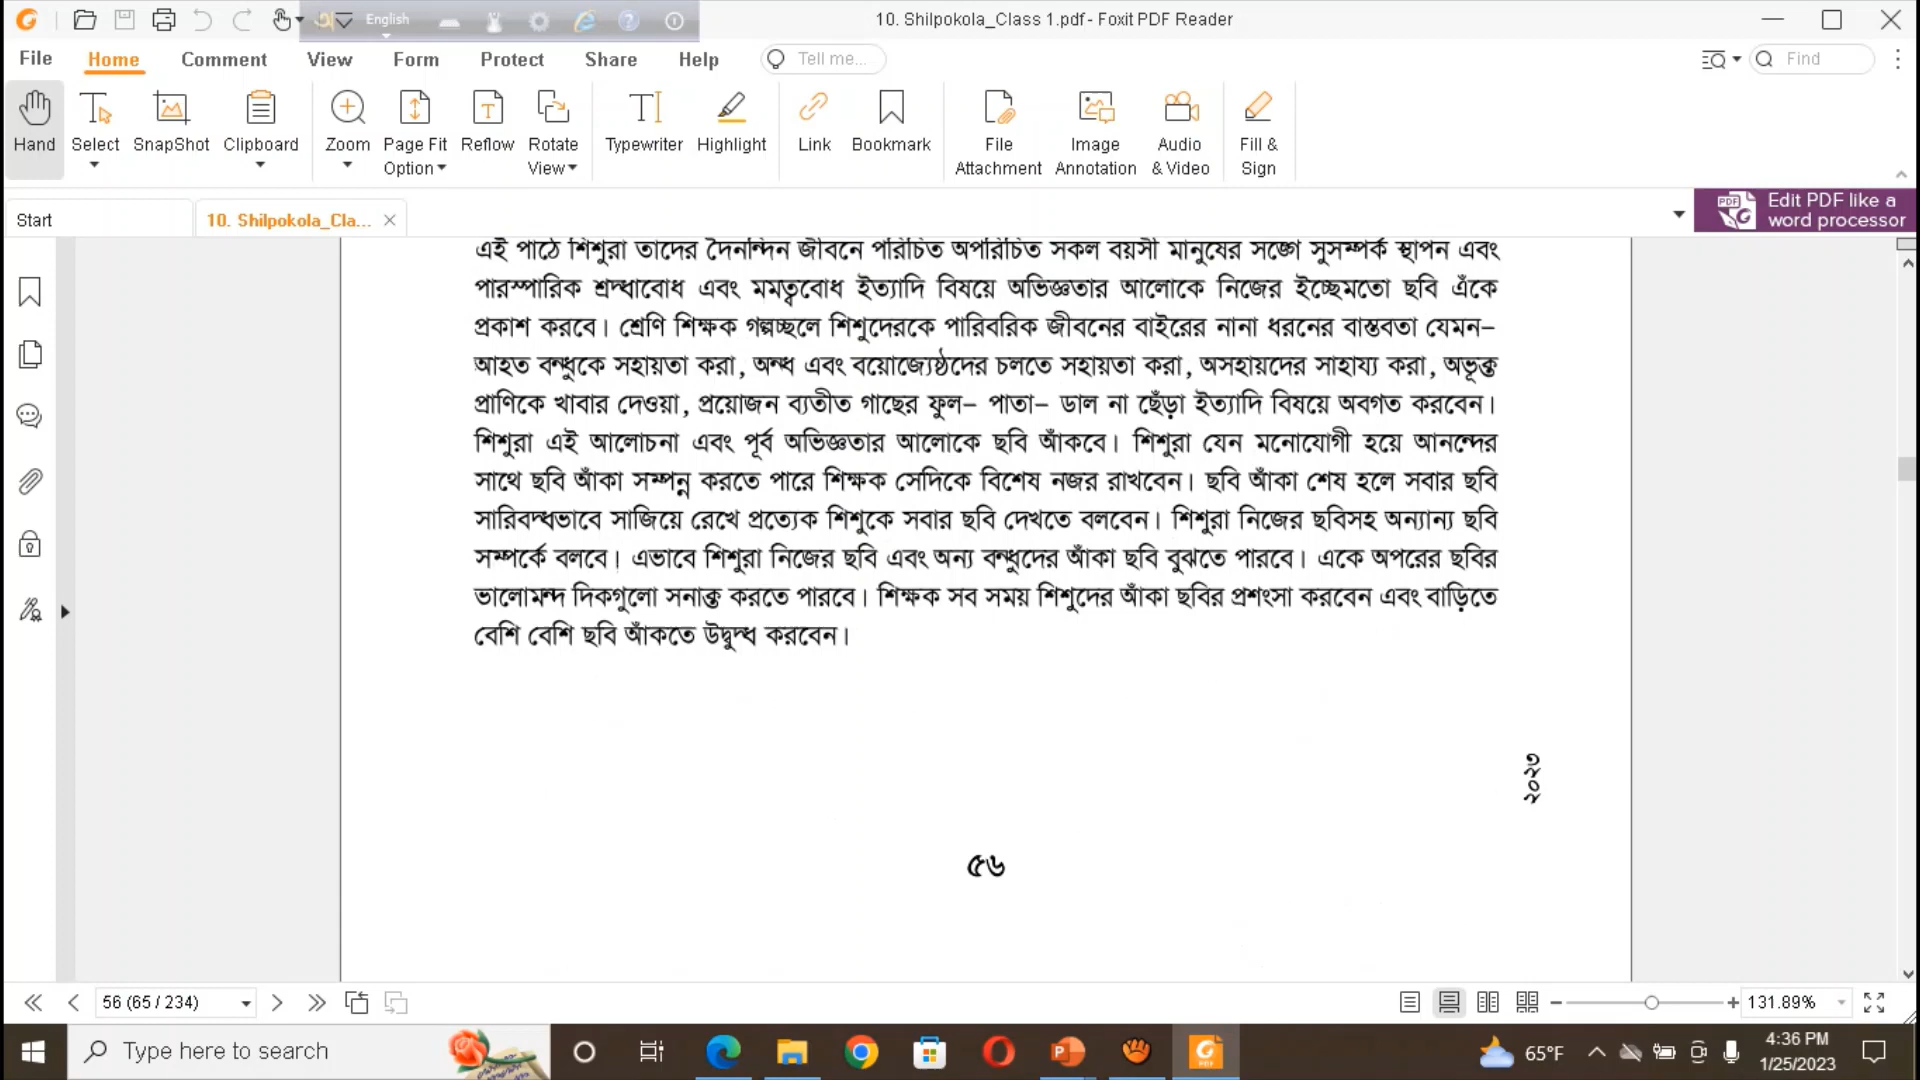 English
10. Shilpokola_Class 1.pdf - Foxit PDF Reader
File Home Comment View Form Protect Share Help Tell me... Find
Hand Select SnapShot Clipboard Zoom Page Fit Option Reflow Rotate View Typewriter Highlight Link Bookmark File Attachment Image Annotation Audio & Video Fill & Sign
Start 10. Shilpokola_Cla... Edit PDF like a word processor
এই পাঠে শিশুরা তাদের দৈনন্দিন জীবনে পরিচিত অপরিচিত সকল বয়সী মানুষের সঙ্গে সুসম্পর্ক স্থাপন এবং
পারস্পারিক শ্রদ্ধাবোধ এবং মমত্ববোধ ইত্যাদি বিষয়ে অভিজ্ঞতার আলোকে নিজের ইচ্ছেমতো ছবি এঁকে
প্রকাশ করবে। শ্রেণি শিক্ষক গল্পচ্ছলে শিশুদেরকে পারিবরিক জীবনের বাইরের নানা ধরনের বাস্তবতা যেমন–
আহত বন্ধুকে সহায়তা করা, অন্ধ এবং বয়োজ্যেষ্ঠদের চলতে সহায়তা করা, অসহায়দের সাহায্য করা, অভূক্ত
প্রাণিকে খাবার দেওয়া, প্রয়োজন ব্যতীত গাছের ফুল– পাতা– ডাল না ছেঁড়া ইত্যাদি বিষয়ে অবগত করবেন।
শিশুরা এই আলোচনা এবং পূর্ব অভিজ্ঞতার আলোকে ছবি আঁকবে। শিশুরা যেন মনোযোগী হয়ে আনন্দের
সাথে ছবি আঁকা সম্পন্ন করতে পারে শিক্ষক সেদিকে বিশেষ নজর রাখবেন। ছবি আঁকা শেষ হলে সবার ছবি
সারিবদ্ধভাবে সাজিয়ে রেখে প্রত্যেক শিশুকে সবার ছবি দেখতে বলবেন। শিশুরা নিজের ছবিসহ অন্যান্য ছবি
সম্পর্কে বলবে। এভাবে শিশুরা নিজের ছবি এবং অন্য বন্ধুদের আঁকা ছবি বুঝতে পারবে। একে অপরের ছবির
ভালোমন্দ দিকগুলো সনাক্ত করতে পারবে। শিক্ষক সব সময় শিশুদের আঁকা ছবির প্রশংসা করবেন এবং বাড়িতে
বেশি বেশি ছবি আঁকতে উদ্বুদ্ধ করবেন।
২০২৩
৫৬
56 (65 / 234) 131.89%
Type here to search 65°F 4:36 PM
1/25/2023